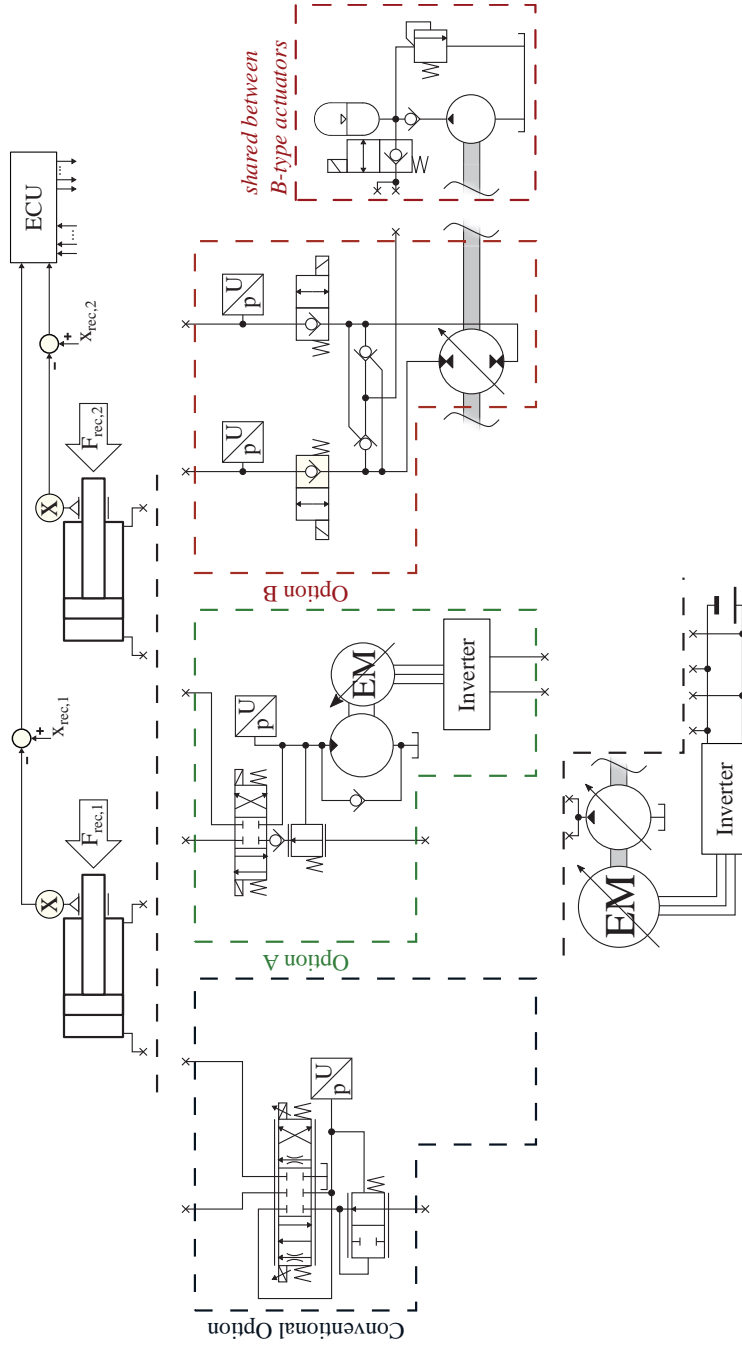 ECU
...
...
x_rec,1
+
-
x_rec,2
+
-
X
F_rec,1
X
F_rec,2
Conventional Option
p
U
Option A
p
U
EM
Inverter
Option B
p
U
p
U
shared between
B-type actuators
EM
Inverter